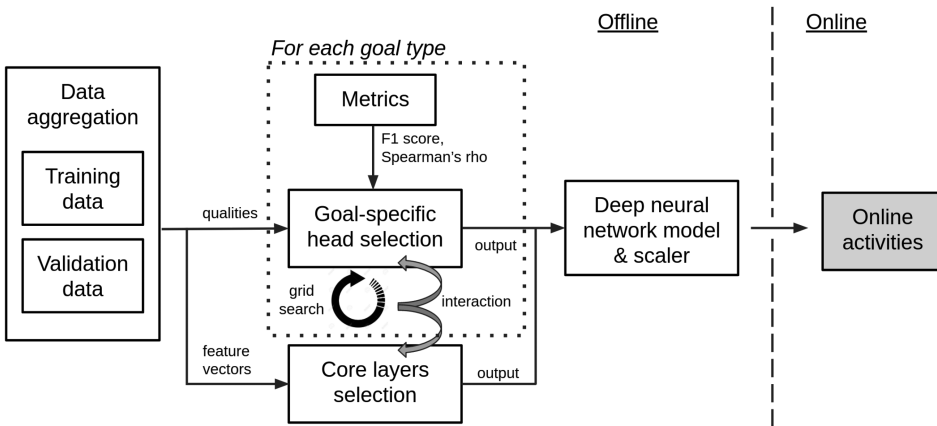 Offline
Online
For each goal type
Data
aggregation
Training
data
Validation
data
Metrics
F1 score,
Spearman's rho
qualities
Goal-specific
head selection
output
grid
search
interaction
feature
vectors
Core layers
selection
output
Deep neural
network model
& scaler
Online
activities